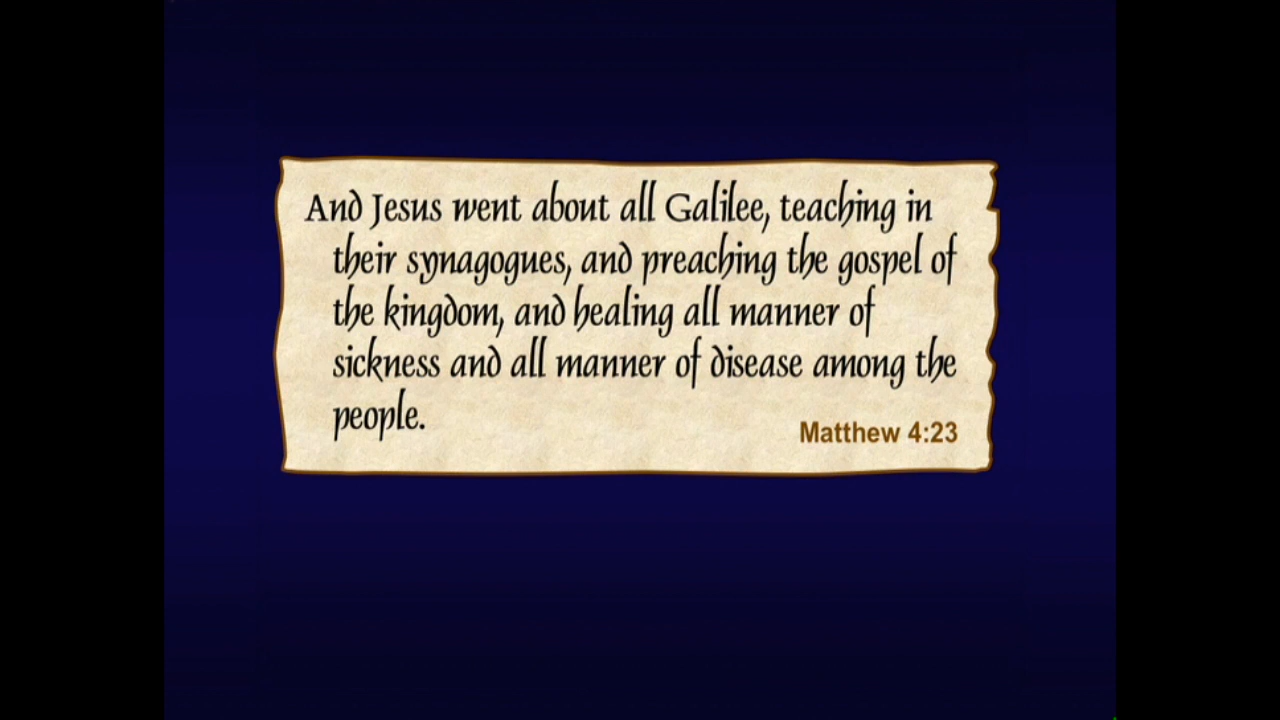 And Jesus went about all Galilee, teaching in
their synagogues, and preaching the gospel of
the kingdom, and healing all manner of
sickness and all manner of disease among the
people.
Matthew 4:23